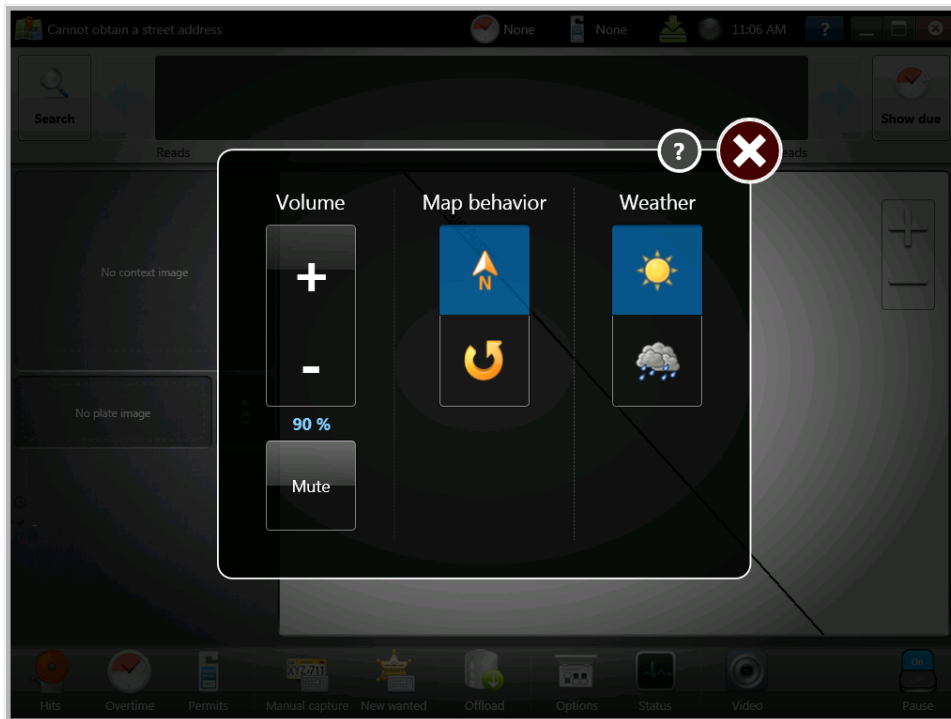 Cannot obtain a street address
None
None
11:06 AM
?
Search
Show due
Reads
eads
?
Volume
Map behavior
Weather
+
N
-
90 %
Mute
No context image
No plate image
+
−
XYZ711
Hits
Overtime
Permits
Manual capture
New wanted
Offload
Options
Status
Video
On
Pause